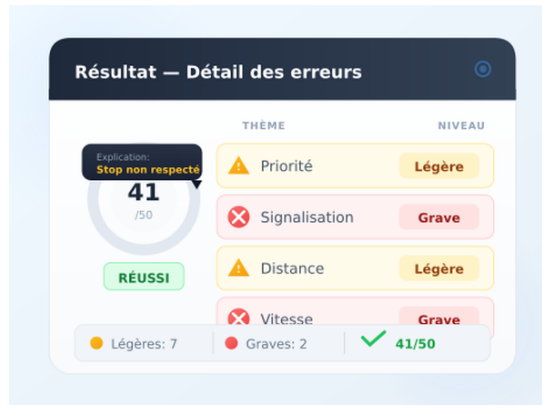 Résultat — Détail des erreurs
THÈME
NIVEAU
Explication:
Stop non respecté
41
/50
RÉUSSI
Priorité
Légère
Signalisation
Grave
Distance
Légère
Vitesse
Grave
Légères: 7
Graves: 2
41/50